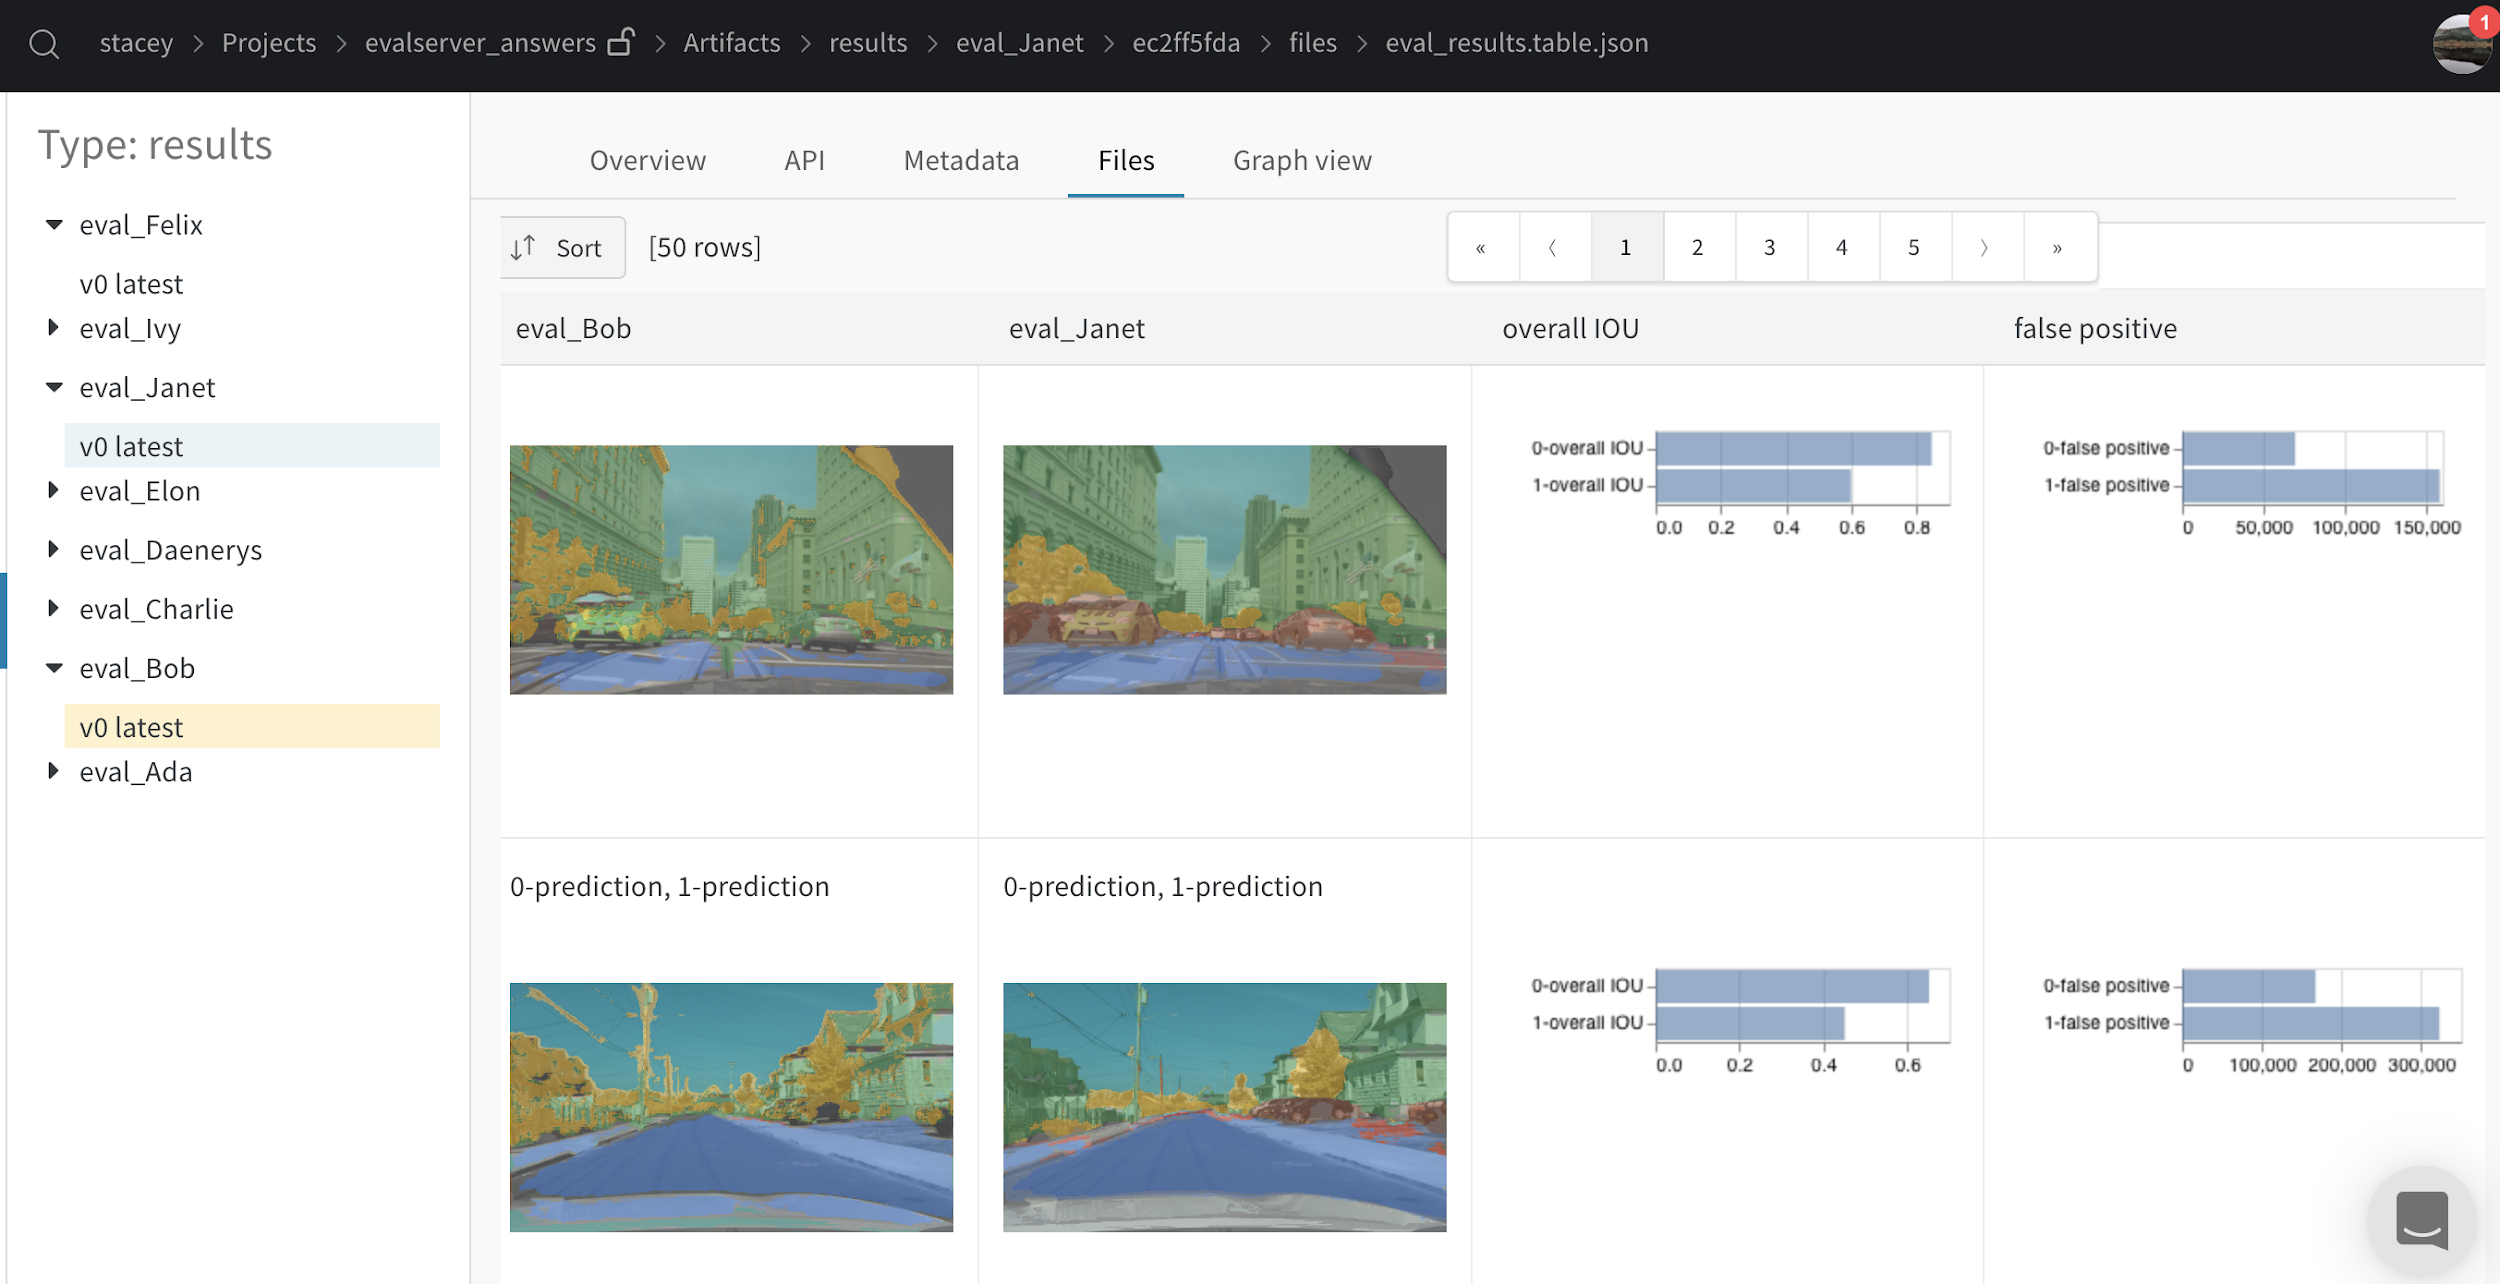 stacey > Projects > evalserver_answers > Artifacts > results > eval_Janet > ec2ff5fda > files > eval_results.table.json
1
Type: results
eval_Felix
v0 latest
eval_Ivy
eval_Janet
v0 latest
eval_Elon
eval_Daenerys
eval_Charlie
eval_Bob
v0 latest
eval_Ada
Overview API Metadata Files Graph view
Sort [50 rows] « ‹ 1 2 3 4 5 › »
eval_Bob eval_Janet overall IOU false positive
0-overall IOU
1-overall IOU
0.0 0.2 0.4 0.6 0.8
0-false positive
1-false positive
0 50,000 100,000 150,000
0-prediction, 1-prediction 0-prediction, 1-prediction
0-overall IOU
1-overall IOU
0.0 0.2 0.4 0.6
0-false positive
1-false positive
0 100,000 200,000 300,000